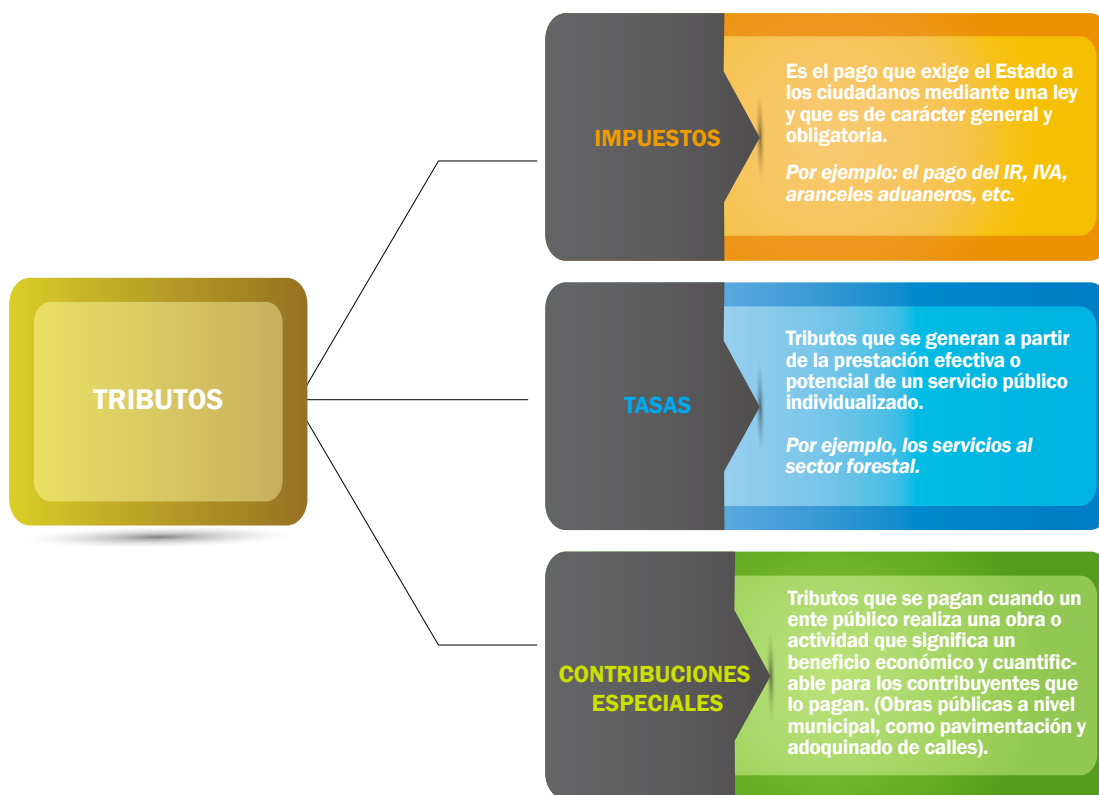 TRIBUTOS
IMPUESTOS
Es el pago que exige el Estado a
los ciudadanos mediante una ley
y que es de carácter general y
obligatoria.
Por ejemplo: el pago del IR, IVA,
aranceles aduaneros, etc.
TASAS
Tributos que se generan a partir
de la prestación efectiva o
potencial de un servicio público
individualizado.
Por ejemplo, los servicios al
sector forestal.
CONTRIBUCIONES
ESPECIALES
Tributos que se pagan cuando un
ente público realiza una obra o
actividad que significa un
beneficio económico y cuantific-
able para los contribuyentes que
lo pagan. (Obras públicas a nivel
municipal, como pavimentación y
adoquinado de calles).